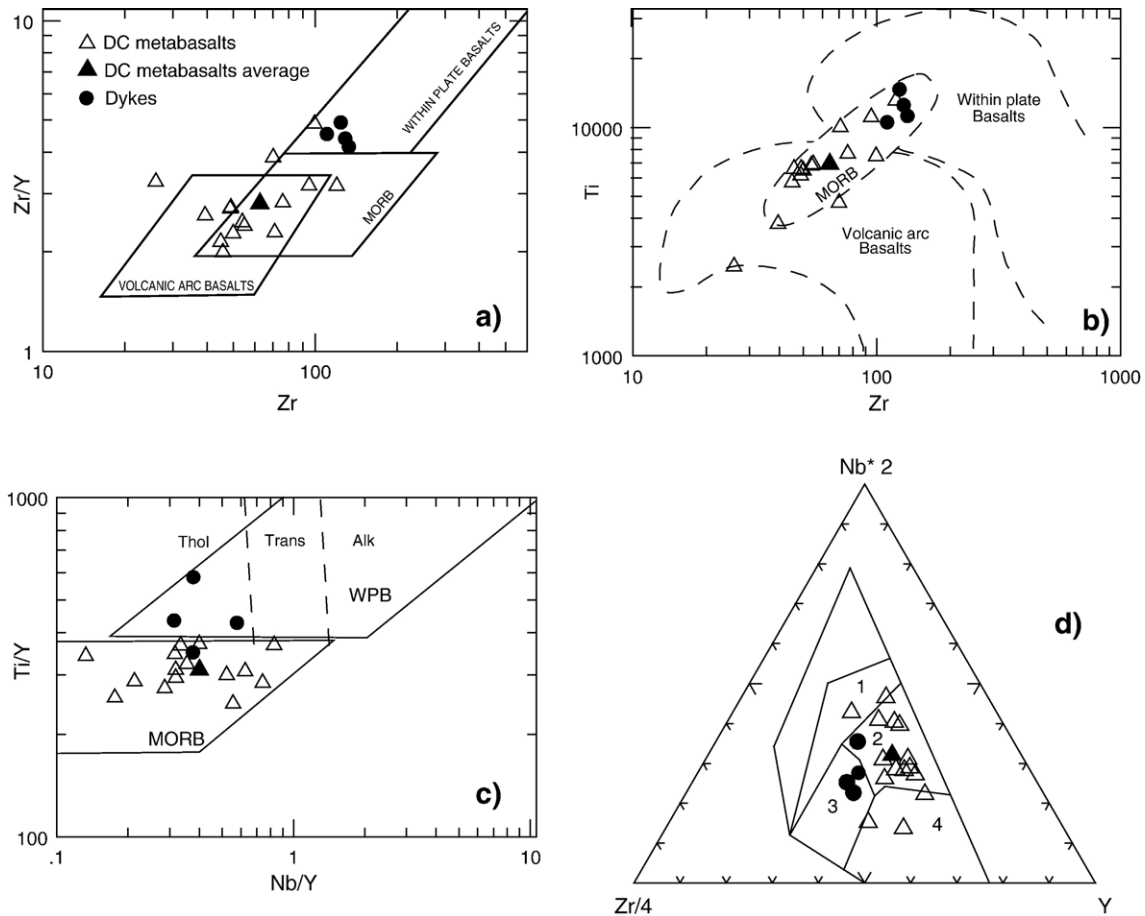 10
△ DC metabasalts
▲ DC metabasalts average
● Dykes
WITHIN PLATE BASALTS
MORB
VOLCANIC ARC BASALTS
Zr/Y
1
10
100
Zr
a)
10000
1000
Ti
Within plate
Basalts
MORB
Volcanic arc
Basalts
b)
10
100
1000
Zr
1000
Ti/Y
100
Thol
Trans
Alk
WPB
MORB
c)
.1
1
10
Nb/Y
Nb* 2
d)
1
2
3
4
Zr/4
Y